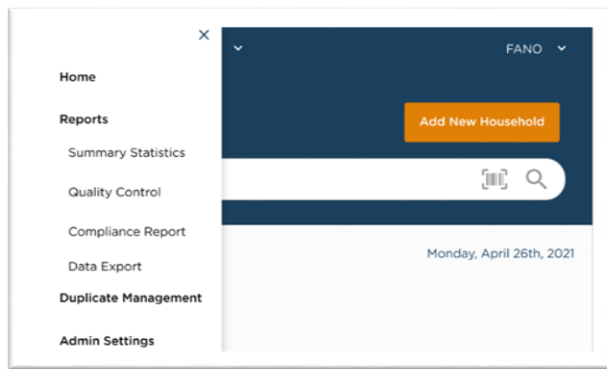 FANO
Home
Reports
Add New Household
Summary Statistics
Quality Control
Compliance Report
Monday, April 26th, 2021
Data Export
Duplicate Management
Admin Settings